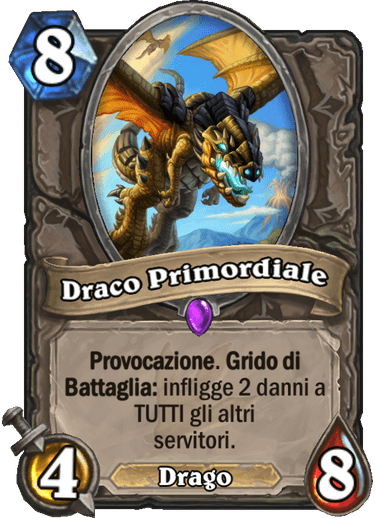 8
Draco Primordiale
Provocazione. Grido di
Battaglia: infligge 2 danni a
TUTTI gli altri
servitori.
4
Drago
8